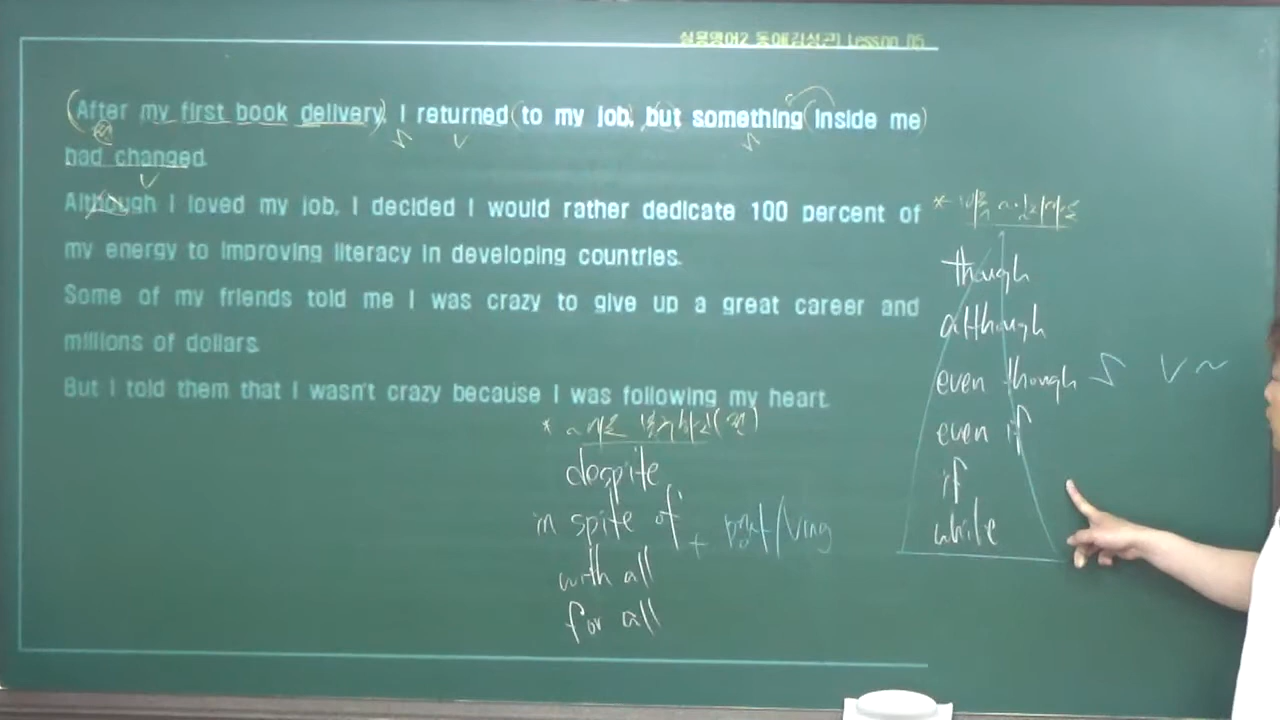 실용영어2 동아(김성곤) Lesson 05
(After my first book delivery), I returned (to my job), but something (inside me)
had changed.
S V S
V
Although I loved my job, I decided I would rather dedicate 100 percent of
my energy to improving literacy in developing countries.
Some of my friends told me I was crazy to give up a great career and
millions of dollars.
But I told them that I wasn't crazy because I was following my heart.
*
despite
in spite of +
with all
for all
*
though
although
even though S V ~
even if
if
while